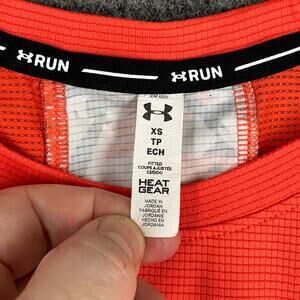 RUN
RUN
XS
TP
ECH
FITTED
COUPE AJUSTÉE
CEÑIDO
HEAT
GEAR
MADE IN
JORDAN
FABRIQUÉ EN
JORDANIE
HECHO EN
JORDANIA